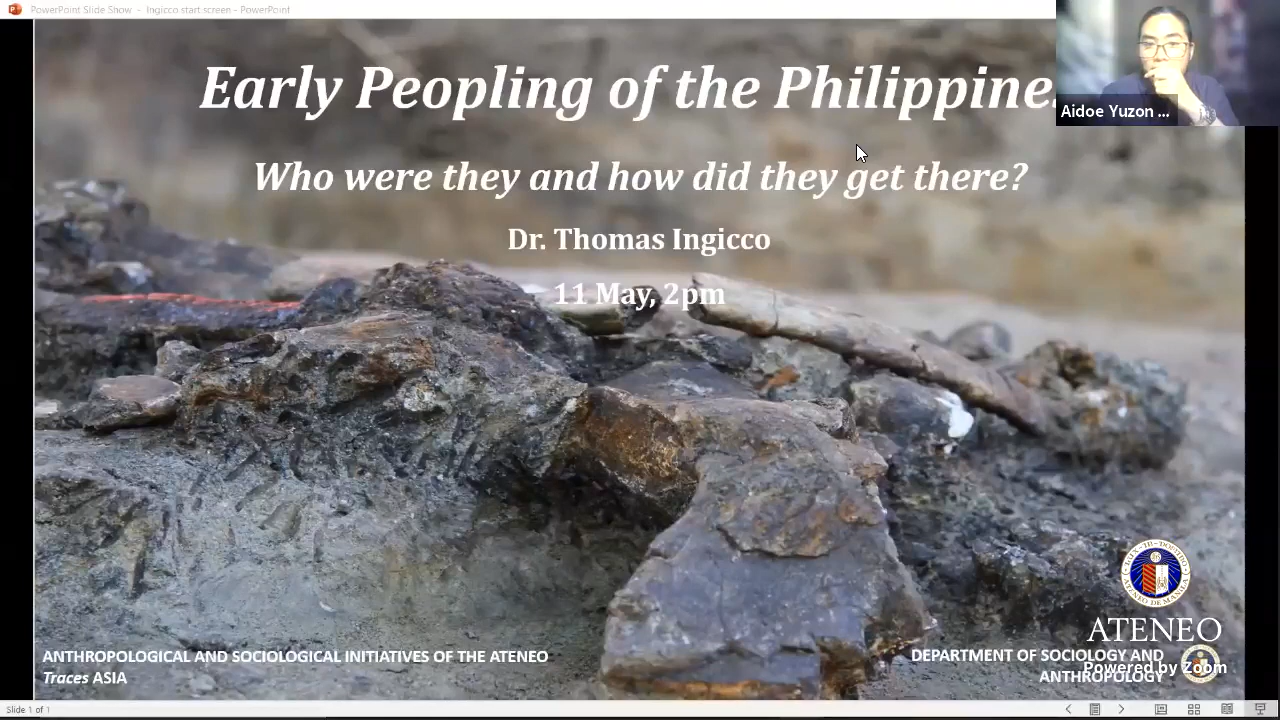 PowerPoint Slide Show - Ingicco start screen - PowerPoint
Early Peopling of the Philippine
Aidoe Yuzon ...
Who were they and how did they get there?
Dr. Thomas Ingicco
11 May, 2pm
ATENEO
ANTHROPOLOGICAL AND SOCIOLOGICAL INITIATIVES OF THE ATENEO
Traces ASIA
DEPARTMENT OF SOCIOLOGY AND
ANTHROPOLOGY
Powered by Zoom
Slide 1 of 1